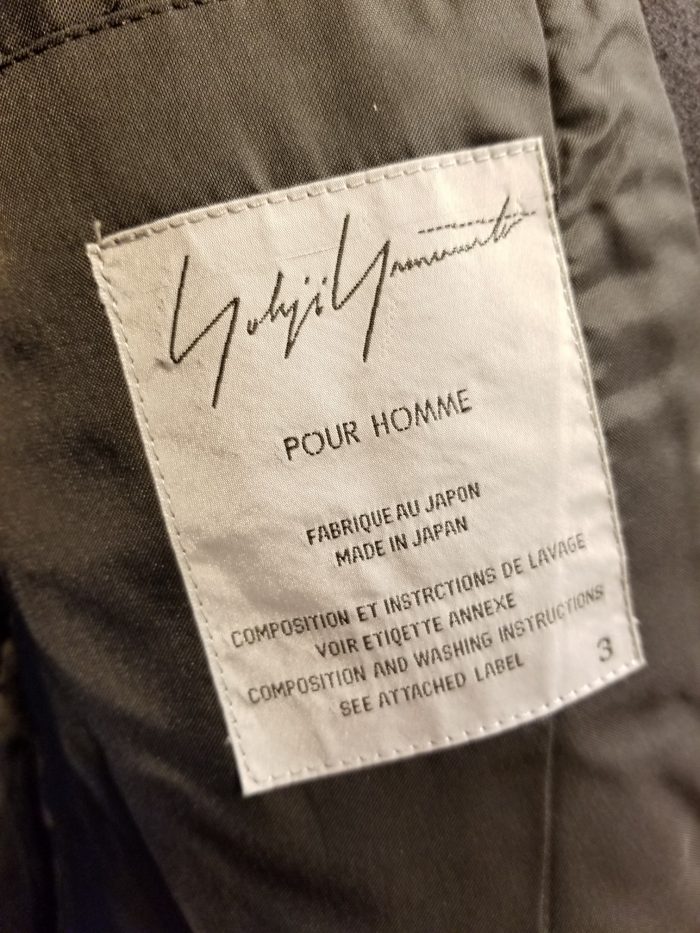 Yohji Yamamoto
POUR HOMME
FABRIQUE AU JAPON
MADE IN JAPAN
COMPOSITION ET INSTRCTIONS DE LAVAGE
VOIR ETIQETTE ANNEXE
COMPOSITION AND WASHING INSTRUCTIONS
SEE ATTACHED LABEL
3